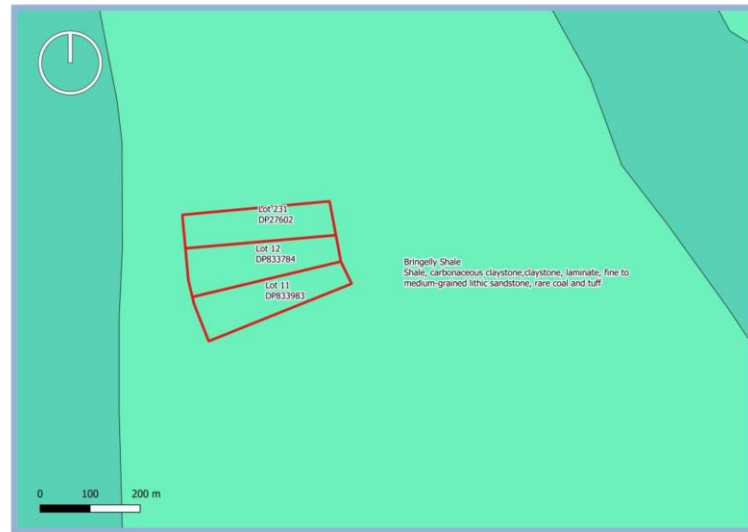 Lot 231
DP27602
Lot 12
DP833784
Bringelly Shale
Shale, carbonaceous claystone,claystone, laminate, fine to
medium-grained lithic sandstone, rare coal and tuff
Lot 11
DP833983
0 100 200 m